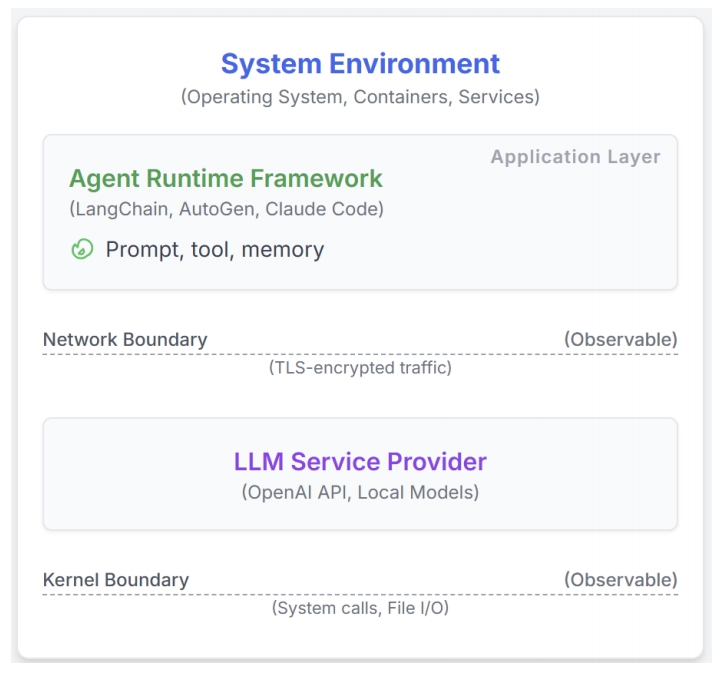 System Environment
(Operating System, Containers, Services)
Application Layer
Agent Runtime Framework
(LangChain, AutoGen, Claude Code)
Prompt, tool, memory
Network Boundary (Observable)
(TLS-encrypted traffic)
LLM Service Provider
(OpenAI API, Local Models)
Kernel Boundary (Observable)
(System calls, File I/O)